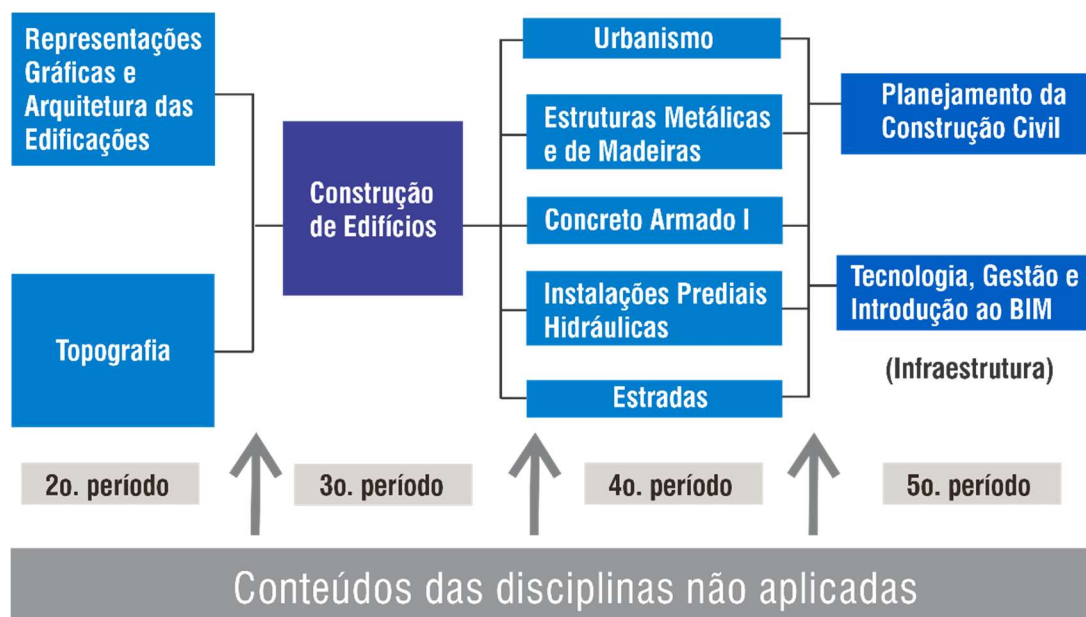 Representações
Gráficas e
Arquitetura das
Edificações
Topografia
2o. período
Construção
de Edifícios
3o. período
Urbanismo
Estruturas Metálicas
e de Madeiras
Concreto Armado I
Instalações Prediais
Hidráulicas
Estradas
4o. período
Planejamento da
Construção Civil
Tecnologia, Gestão e
Introdução ao BIM
(Infraestrutura)
5o. período
Conteúdos das disciplinas não aplicadas